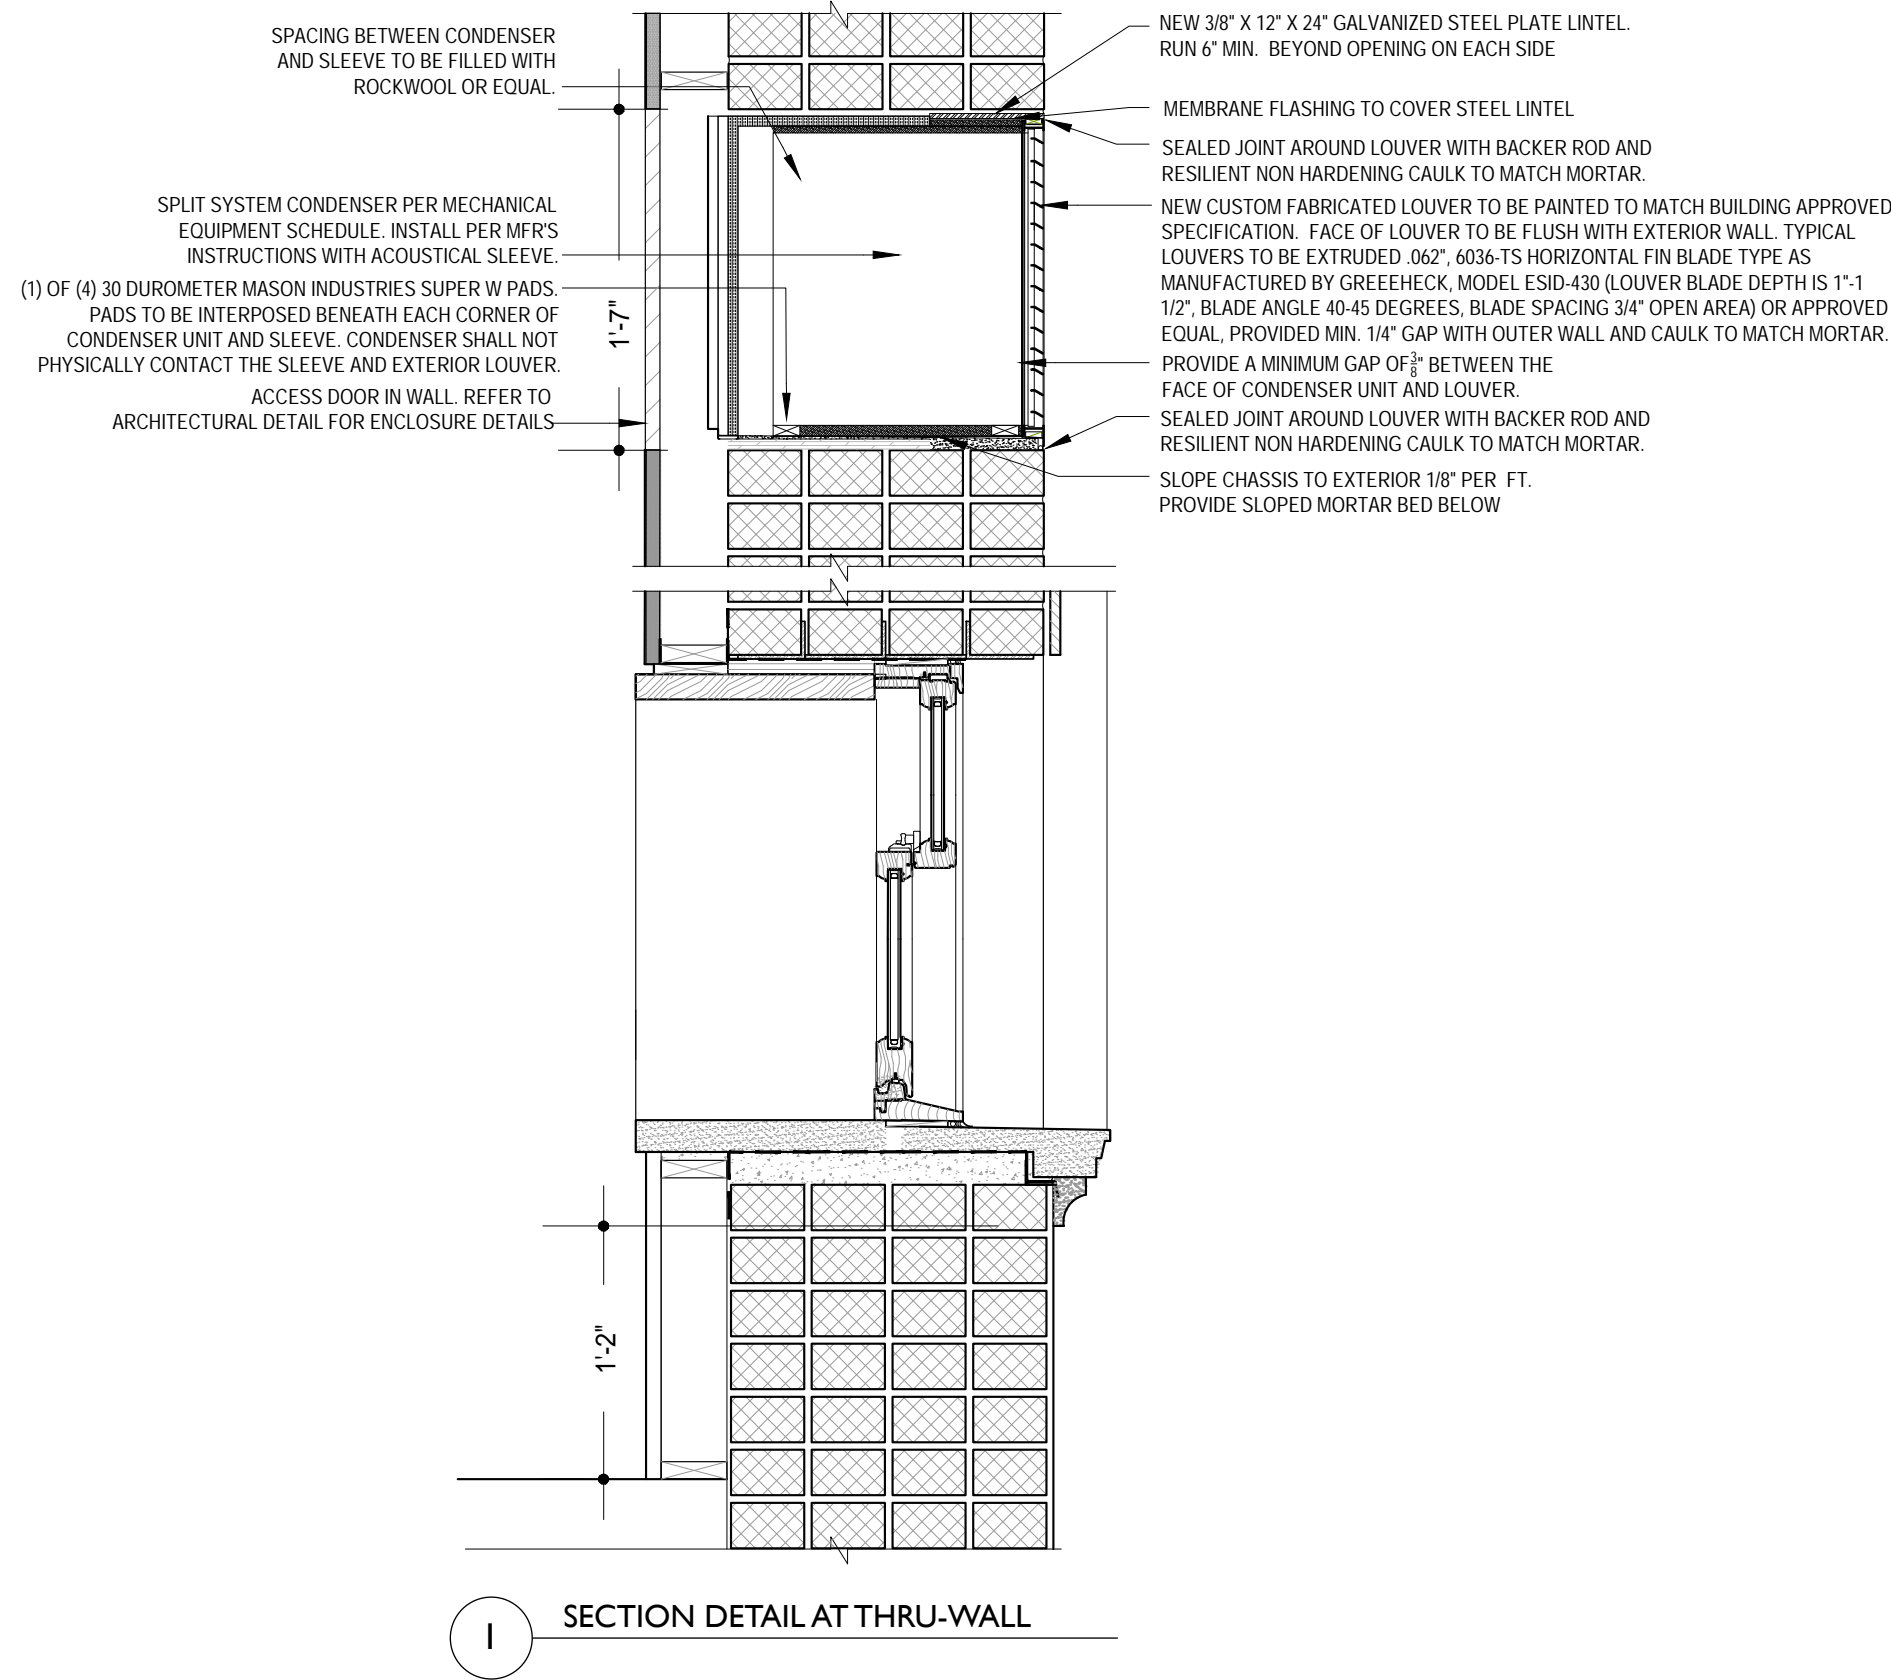 SPACING BETWEEN CONDENSER
AND SLEEVE TO BE FILLED WITH
ROCKWOOL OR EQUAL.
SPLIT SYSTEM CONDENSER PER MECHANICAL
EQUIPMENT SCHEDULE. INSTALL PER MFR'S
INSTRUCTIONS WITH ACOUSTICAL SLEEVE.
(1) OF (4) 30 DUROMETER MASON INDUSTRIES SUPER W PADS.
PADS TO BE INTERPOSED BENEATH EACH CORNER OF
CONDENSER UNIT AND SLEEVE. CONDENSER SHALL NOT
PHYSICALLY CONTACT THE SLEEVE AND EXTERIOR LOUVER.
ACCESS DOOR IN WALL. REFER TO
ARCHITECTURAL DETAIL FOR ENCLOSURE DETAILS
1'-7"
NEW 3/8" X 12" X 24" GALVANIZED STEEL PLATE LINTEL.
RUN 6" MIN. BEYOND OPENING ON EACH SIDE
MEMBRANE FLASHING TO COVER STEEL LINTEL
SEALED JOINT AROUND LOUVER WITH BACKER ROD AND
RESILIENT NON HARDENING CAULK TO MATCH MORTAR.
NEW CUSTOM FABRICATED LOUVER TO BE PAINTED TO MATCH BUILDING APPROVED
SPECIFICATION. FACE OF LOUVER TO BE FLUSH WITH EXTERIOR WALL. TYPICAL
LOUVERS TO BE EXTRUDED .062", 6036-TS HORIZONTAL FIN BLADE TYPE AS
MANUFACTURED BY GREEEHECK, MODEL ESID-430 (LOUVER BLADE DEPTH IS 1"-1
1/2", BLADE ANGLE 40-45 DEGREES, BLADE SPACING 3/4" OPEN AREA) OR APPROVED
EQUAL, PROVIDED MIN. 1/4" GAP WITH OUTER WALL AND CAULK TO MATCH MORTAR.
PROVIDE A MINIMUM GAP OF 3/8" BETWEEN THE
FACE OF CONDENSER UNIT AND LOUVER.
SEALED JOINT AROUND LOUVER WITH BACKER ROD AND
RESILIENT NON HARDENING CAULK TO MATCH MORTAR.
SLOPE CHASSIS TO EXTERIOR 1/8" PER FT.
PROVIDE SLOPED MORTAR BED BELOW
1'-2"
1
SECTION DETAIL AT THRU-WALL